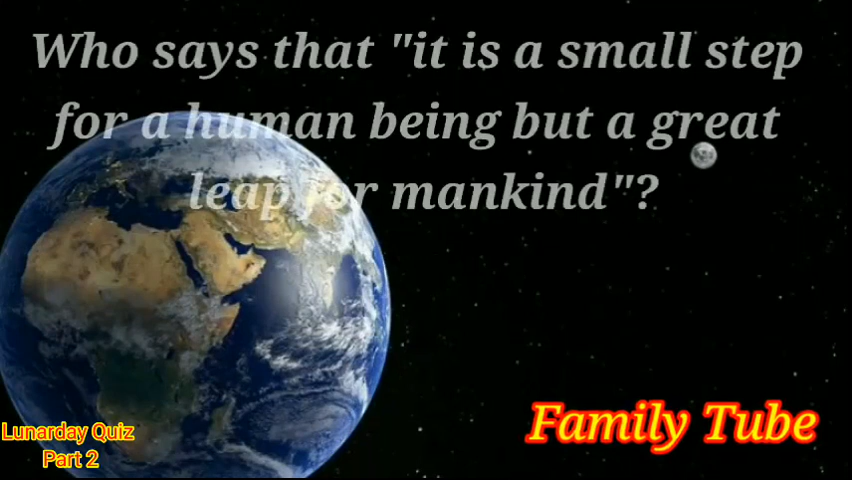 Who says that "it is a small step
for a human being but a great
leap for mankind"?
Family Tube
Lunarday Quiz
Part 2